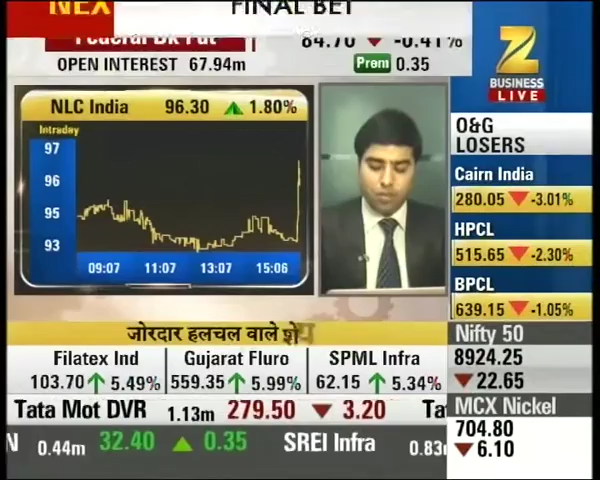 NEX
FINAL BET
Federal Bk Fut
84.70 -0.41%
OPEN INTEREST 67.94m
Prem 0.35
Z
BUSINESS
LIVE
NLC India 96.30 1.80%
Intraday
97
96
95
93
09:07 11:07 13:07 15:06
O&G
LOSERS
Cairn India
280.05 -3.01%
HPCL
515.65 -2.30%
BPCL
639.15 -1.05%
Nifty 50
8924.25
22.65
MCX Nickel
704.80
6.10
जोरदार हलचल वाले
Filatex Ind Gujarat Fluro SPML Infra
103.70 5.49% 559.35 5.99% 62.15 5.34%
Tata Mot DVR 1.13m 279.50 3.20 Ta
N 0.44m 32.40 0.35 SREI Infra 0.83